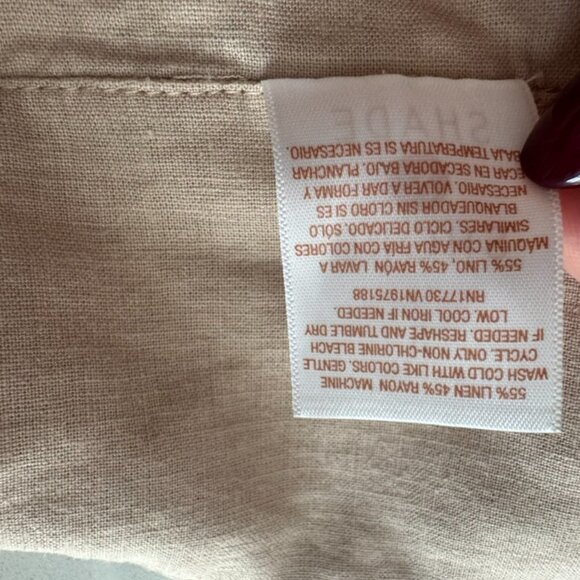 55% LINEN 45% RAYON MACHINE
WASH COLD WITH LIKE COLORS. GENTLE
CYCLE. ONLY NON-CHLORINE BLEACH
IF NEEDED. RESHAPE AND TUMBLE DRY
LOW. COOL IRON IF NEEDED.
RN17730 VN1975188
55% LINO, 45% RAYÓN LAVAR A
MÁQUINA CON AGUA FRÍA CON COLORES
SIMILARES. CICLO DELICADO. SÓLO
BLANQUEADOR SIN CLORO SI ES
NECESARIO. VOLVER A DAR FORMA Y
SECAR EN SECADORA BAJO. PLANCHAR
BAJA TEMPERATURA SI ES NECESARIO.
SHADE